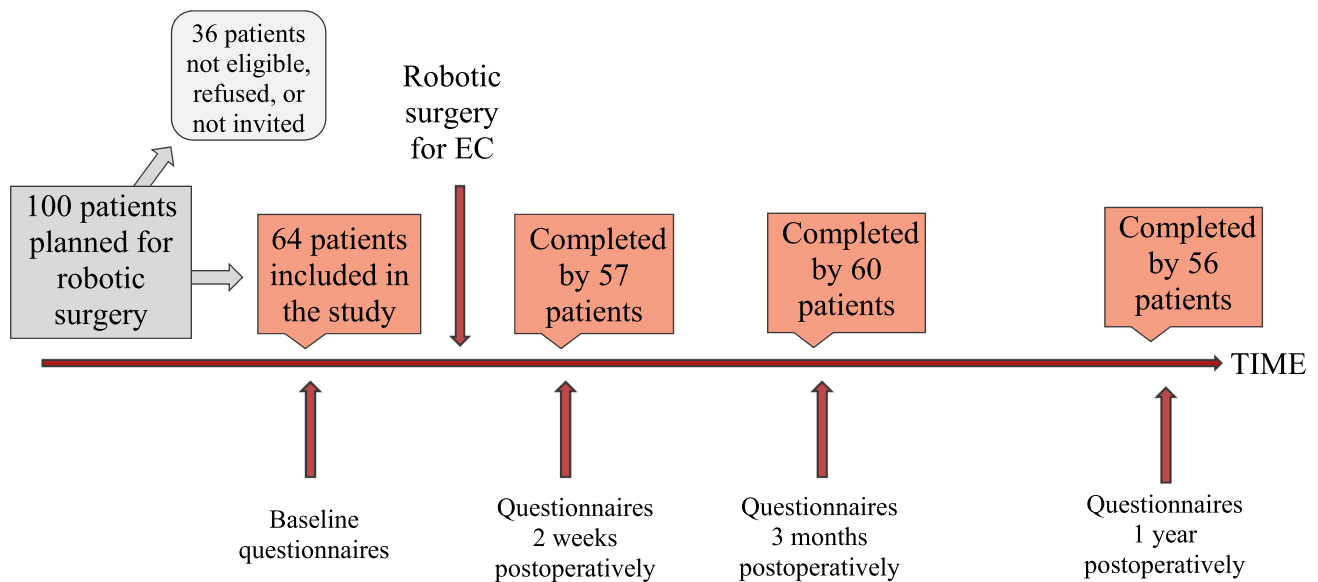 36 patients
not eligible,
refused, or
not invited
100 patients
planned for
robotic
surgery
64 patients
included in
the study
Robotic
surgery
for EC
Completed
by 57
patients
Completed
by 60
patients
Completed
by 56
patients
TIME
Baseline
questionnaires
Questionnaires
2 weeks
postoperatively
Questionnaires
3 months
postoperatively
Questionnaires
1 year
postoperatively